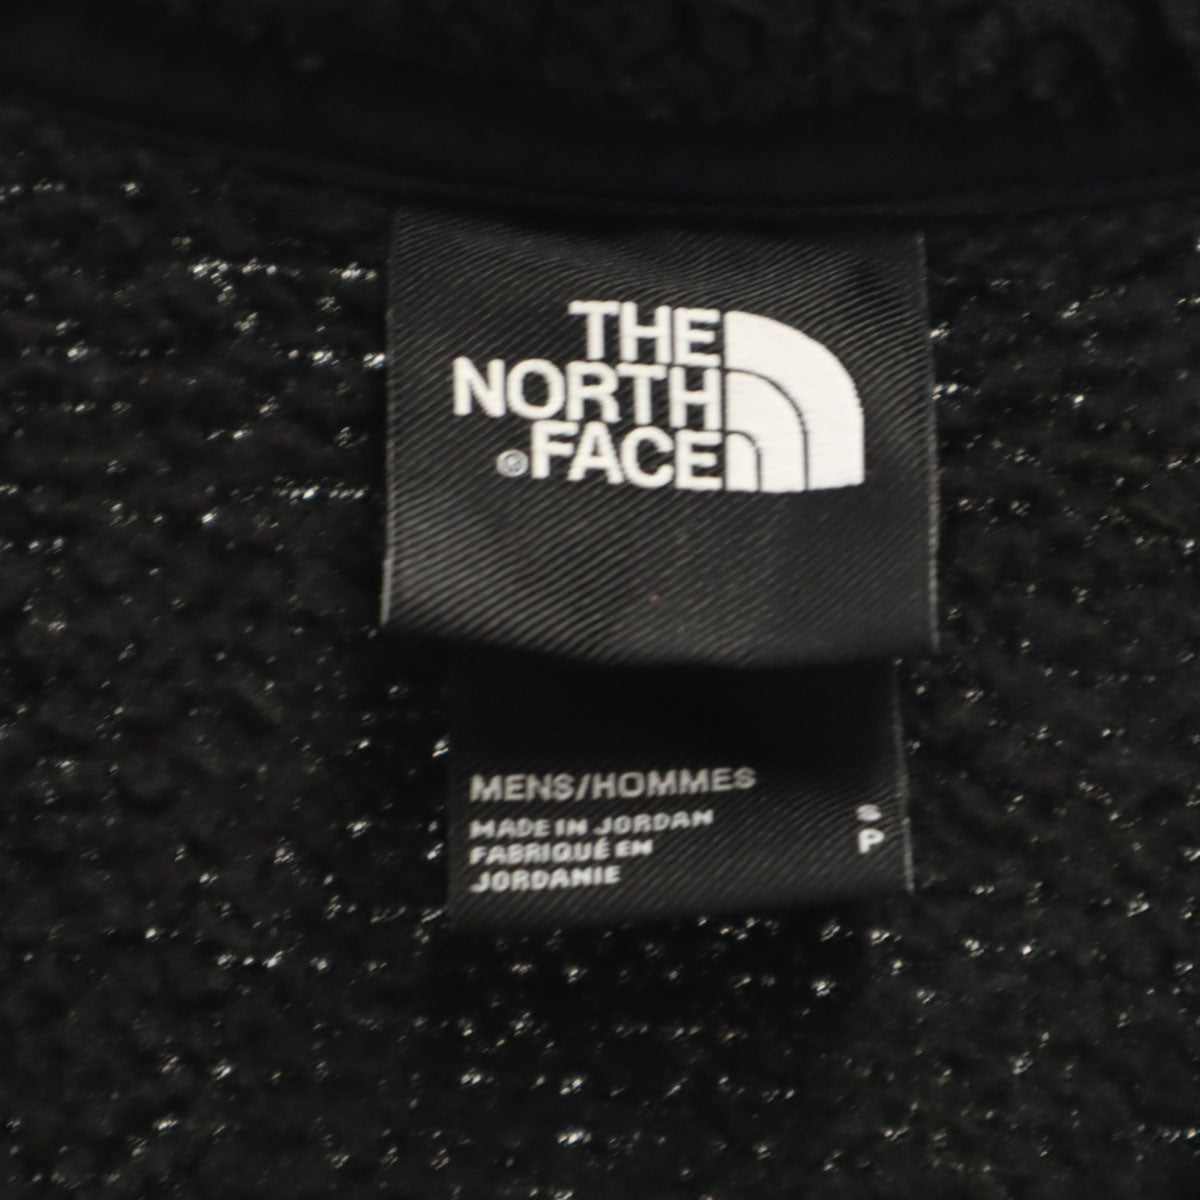 THE
NORTH
®FACE
MENS/HOMMES
MADE IN JORDAN
FABRIQUÉ EN
JORDANIE
S
P